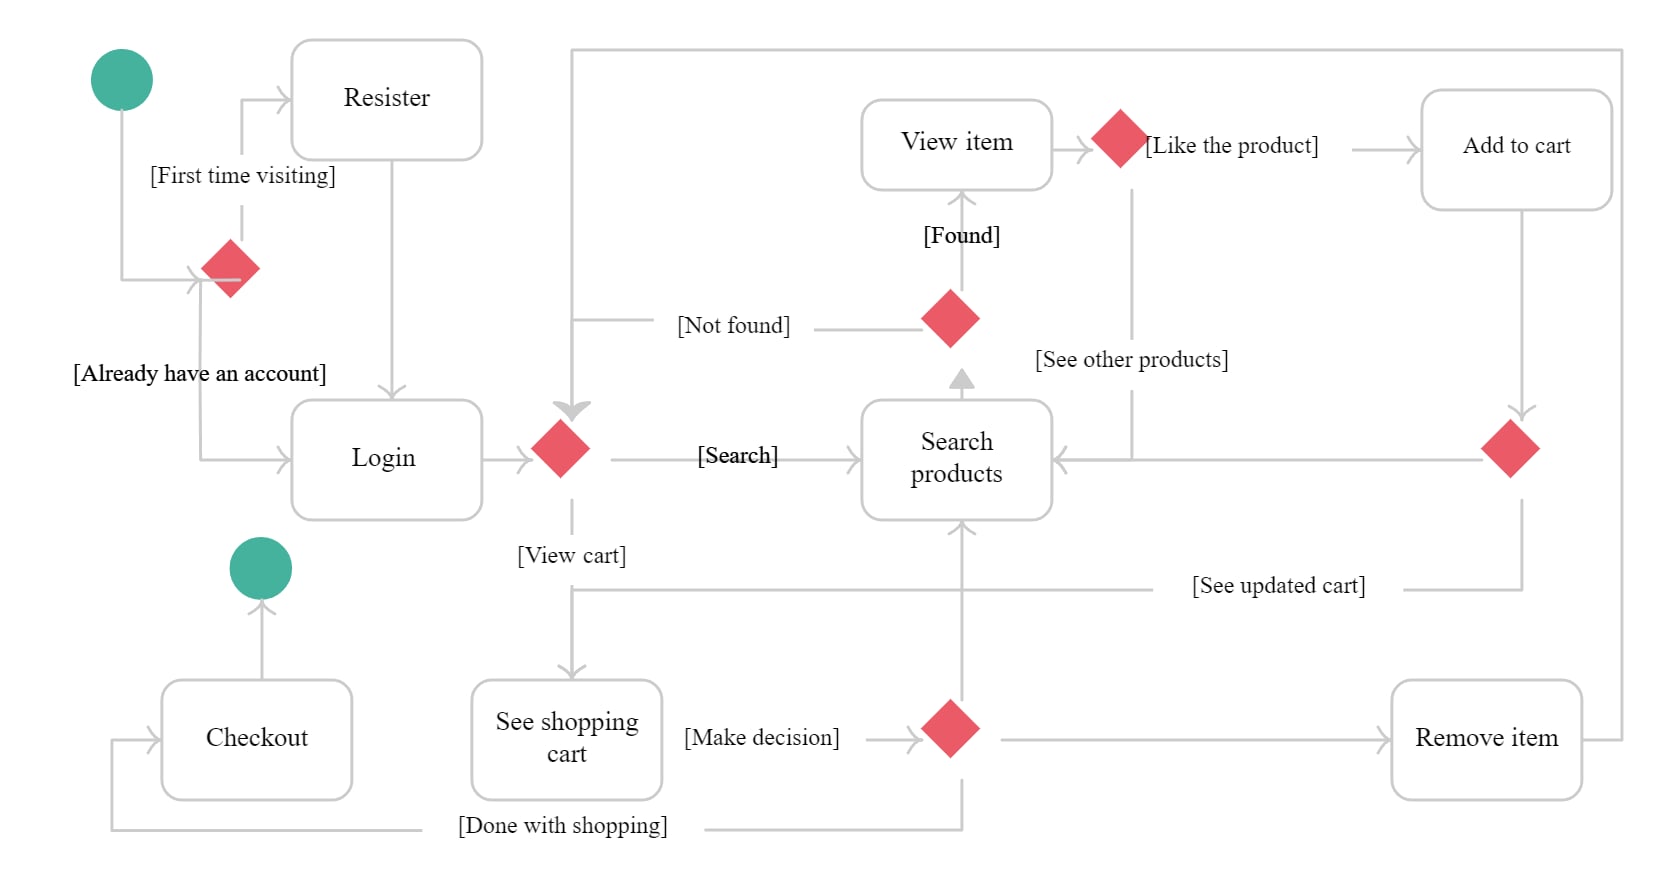 Resister
[First time visiting]
View item
[Like the product]
Add to cart
[Found]
[Not found]
[See other products]
[Already have an account]
Login
[Search]
Search
products
[View cart]
[See updated cart]
Checkout
See shopping
cart
[Make decision]
Remove item
[Done with shopping]